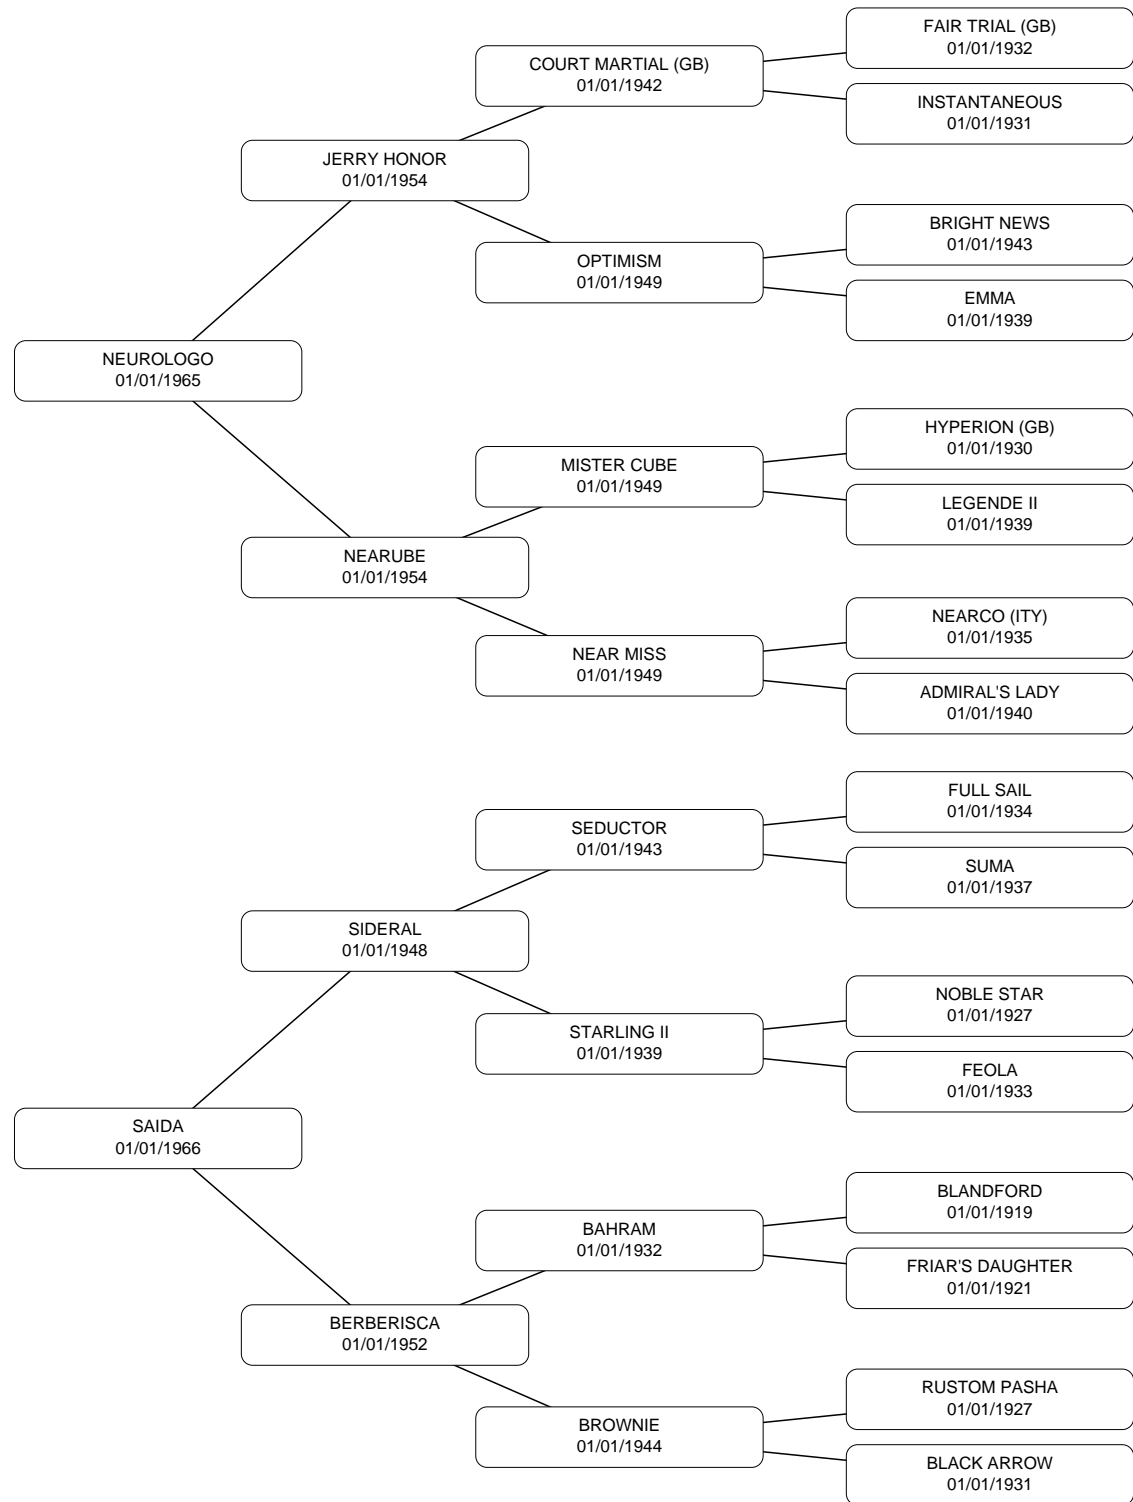 FAIR TRIAL (GB)
01/01/1932
COURT MARTIAL (GB)
01/01/1942
INSTANTANEOUS
01/01/1931
JERRY HONOR
01/01/1954
BRIGHT NEWS
01/01/1943
OPTIMISM
01/01/1949
EMMA
01/01/1939
NEUROLOGO
01/01/1965
HYPERION (GB)
01/01/1930
MISTER CUBE
01/01/1949
LEGENDE II
01/01/1939
NEARUBE
01/01/1954
NEARCO (ITY)
01/01/1935
NEAR MISS
01/01/1949
ADMIRAL'S LADY
01/01/1940
FULL SAIL
01/01/1934
SEDUCTOR
01/01/1943
SUMA
01/01/1937
SIDERAL
01/01/1948
NOBLE STAR
01/01/1927
STARLING II
01/01/1939
FEOLA
01/01/1933
SAIDA
01/01/1966
BLANDFORD
01/01/1919
BAHRAM
01/01/1932
FRIAR'S DAUGHTER
01/01/1921
BERBERISCA
01/01/1952
RUSTOM PASHA
01/01/1927
BROWNIE
01/01/1944
BLACK ARROW
01/01/1931